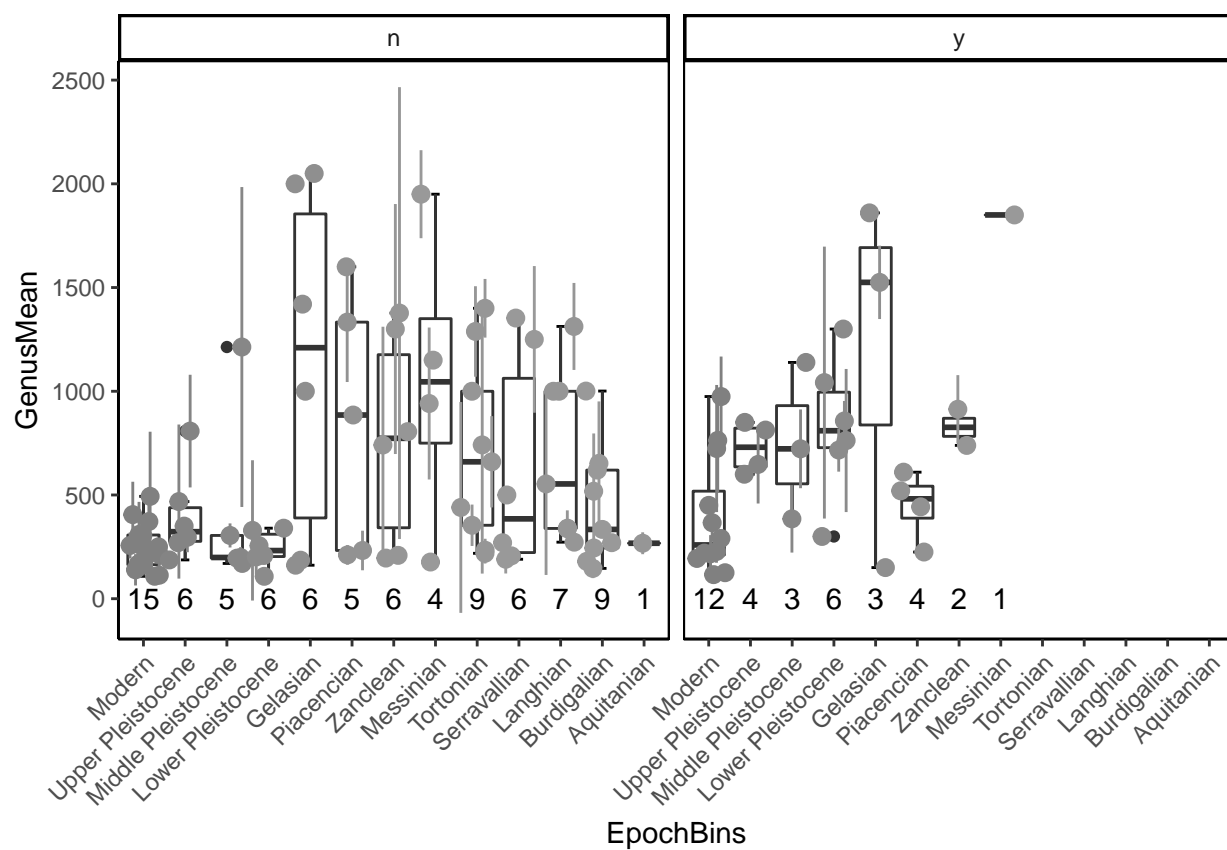 n
y
GenusMean
2500
2000
1500
1000
500
0
15 6 5 6 6 5 6 4 9 6 7 9 1
12 4 3 6 3 4 2 1
Modern
Upper Pleistocene
Middle Pleistocene
Lower Pleistocene
Gelasian
Piacencian
Zanclean
Messinian
Tortonian
Serravallian
Langhian
Burdigalian
Aquitanian
Modern
Upper Pleistocene
Middle Pleistocene
Lower Pleistocene
Gelasian
Piacencian
Zanclean
Messinian
Tortonian
Serravallian
Langhian
Burdigalian
Aquitanian
EpochBins